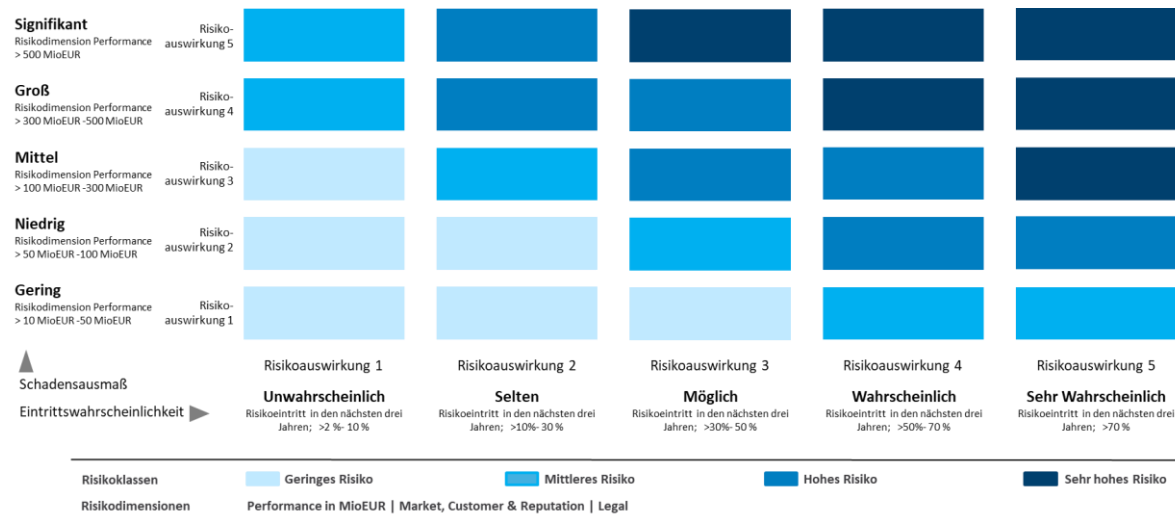 Signifikant
Risikodimension Performance
> 500 MioEUR
Risiko-
auswirkung 5
Groß
Risikodimension Performance
> 300 MioEUR -500 MioEUR
Risiko-
auswirkung 4
Mittel
Risikodimension Performance
> 100 MioEUR -300 MioEUR
Risiko-
auswirkung 3
Niedrig
Risikodimension Performance
> 50 MioEUR -100 MioEUR
Risiko-
auswirkung 2
Gering
Risikodimension Performance
> 10 MioEUR -50 MioEUR
Risiko-
auswirkung 1
Schadensausmaß
Eintrittswahrscheinlichkeit
Risikoauswirkung 1
Unwahrscheinlich
Risikoeintritt in den nächsten drei
Jahren; >2 %- 10 %
Risikoauswirkung 2
Selten
Risikoeintritt in den nächsten drei
Jahren; >10%- 30 %
Risikoauswirkung 3
Möglich
Risikoeintritt in den nächsten drei
Jahren; >30%- 50 %
Risikoauswirkung 4
Wahrscheinlich
Risikoeintritt in den nächsten drei
Jahren; >50%- 70 %
Risikoauswirkung 5
Sehr Wahrscheinlich
Risikoeintritt in den nächsten drei
Jahren; >70 %
Risikoklassen Geringes Risiko Mittleres Risiko Hohes Risiko Sehr hohes Risiko
Risikodimensionen Performance in MioEUR | Market, Customer & Reputation | Legal